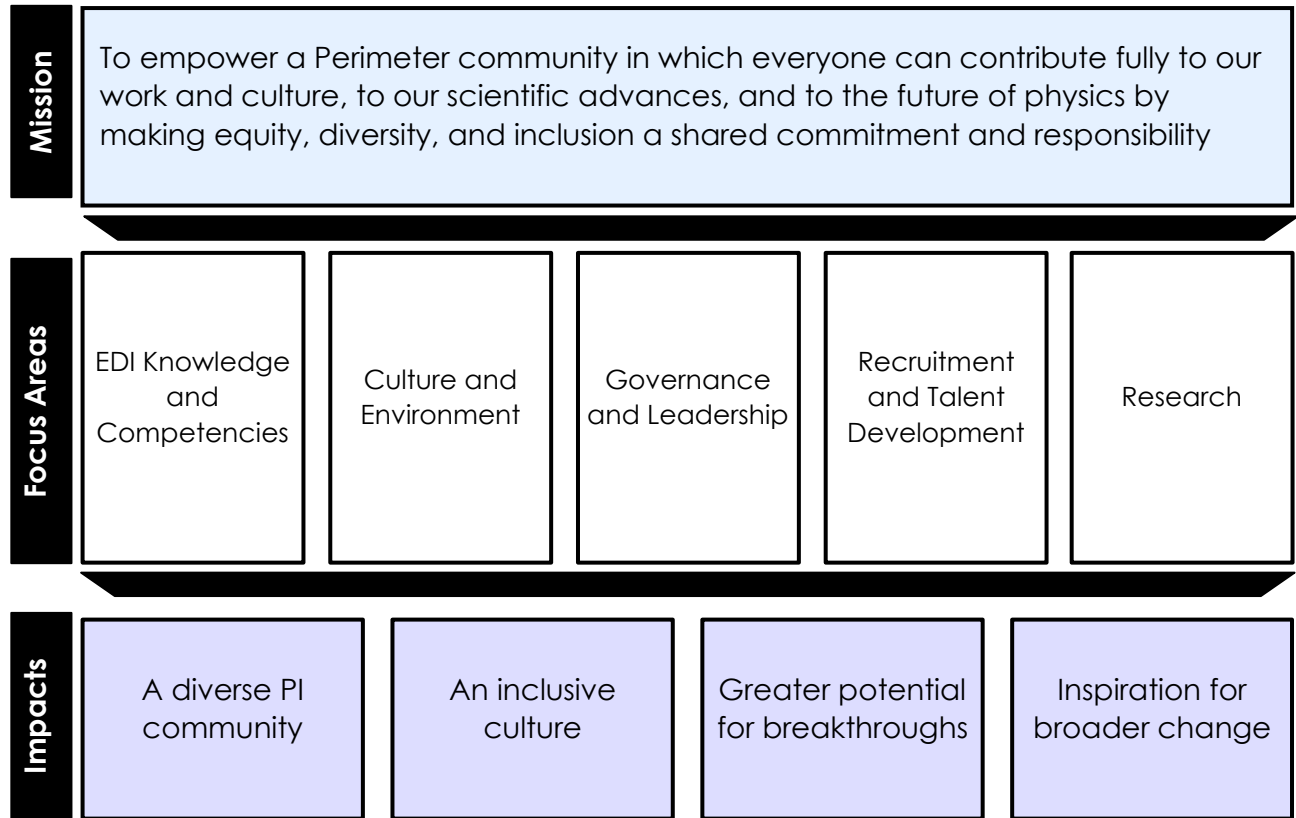 Mission
To empower a Perimeter community in which everyone can contribute fully to our
work and culture, to our scientific advances, and to the future of physics by
making equity, diversity, and inclusion a shared commitment and responsibility
Focus Areas
EDI Knowledge
and
Competencies
Culture and
Environment
Governance
and Leadership
Recruitment
and Talent
Development
Research
Impacts
A diverse PI
community
An inclusive
culture
Greater potential
for breakthroughs
Inspiration for
broader change